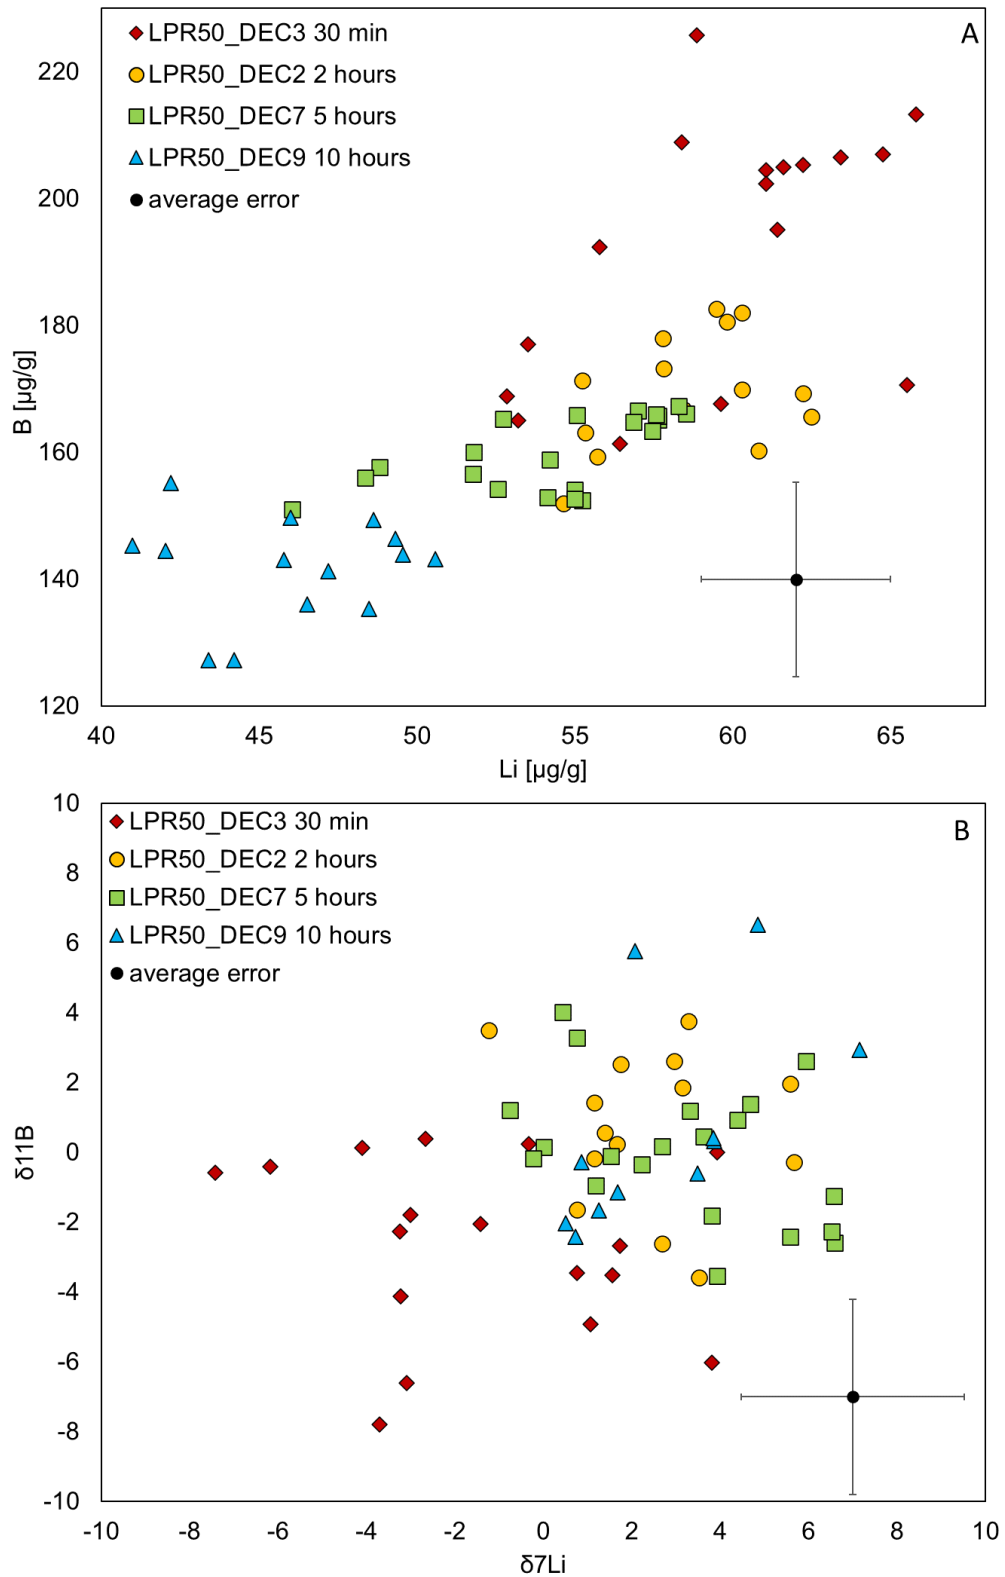 A
LPR50_DEC3 30 min
LPR50_DEC2 2 hours
LPR50_DEC7 5 hours
LPR50_DEC9 10 hours
average error
220
200
180
160
140
120
B [µg/g]
40 45 50 55 60 65
Li [µg/g]
B
LPR50_DEC3 30 min
LPR50_DEC2 2 hours
LPR50_DEC7 5 hours
LPR50_DEC9 10 hours
average error
10
8
6
4
2
0
-2
-4
-6
-8
-10
δ11B
-10 -8 -6 -4 -2 0 2 4 6 8 10
δ7Li